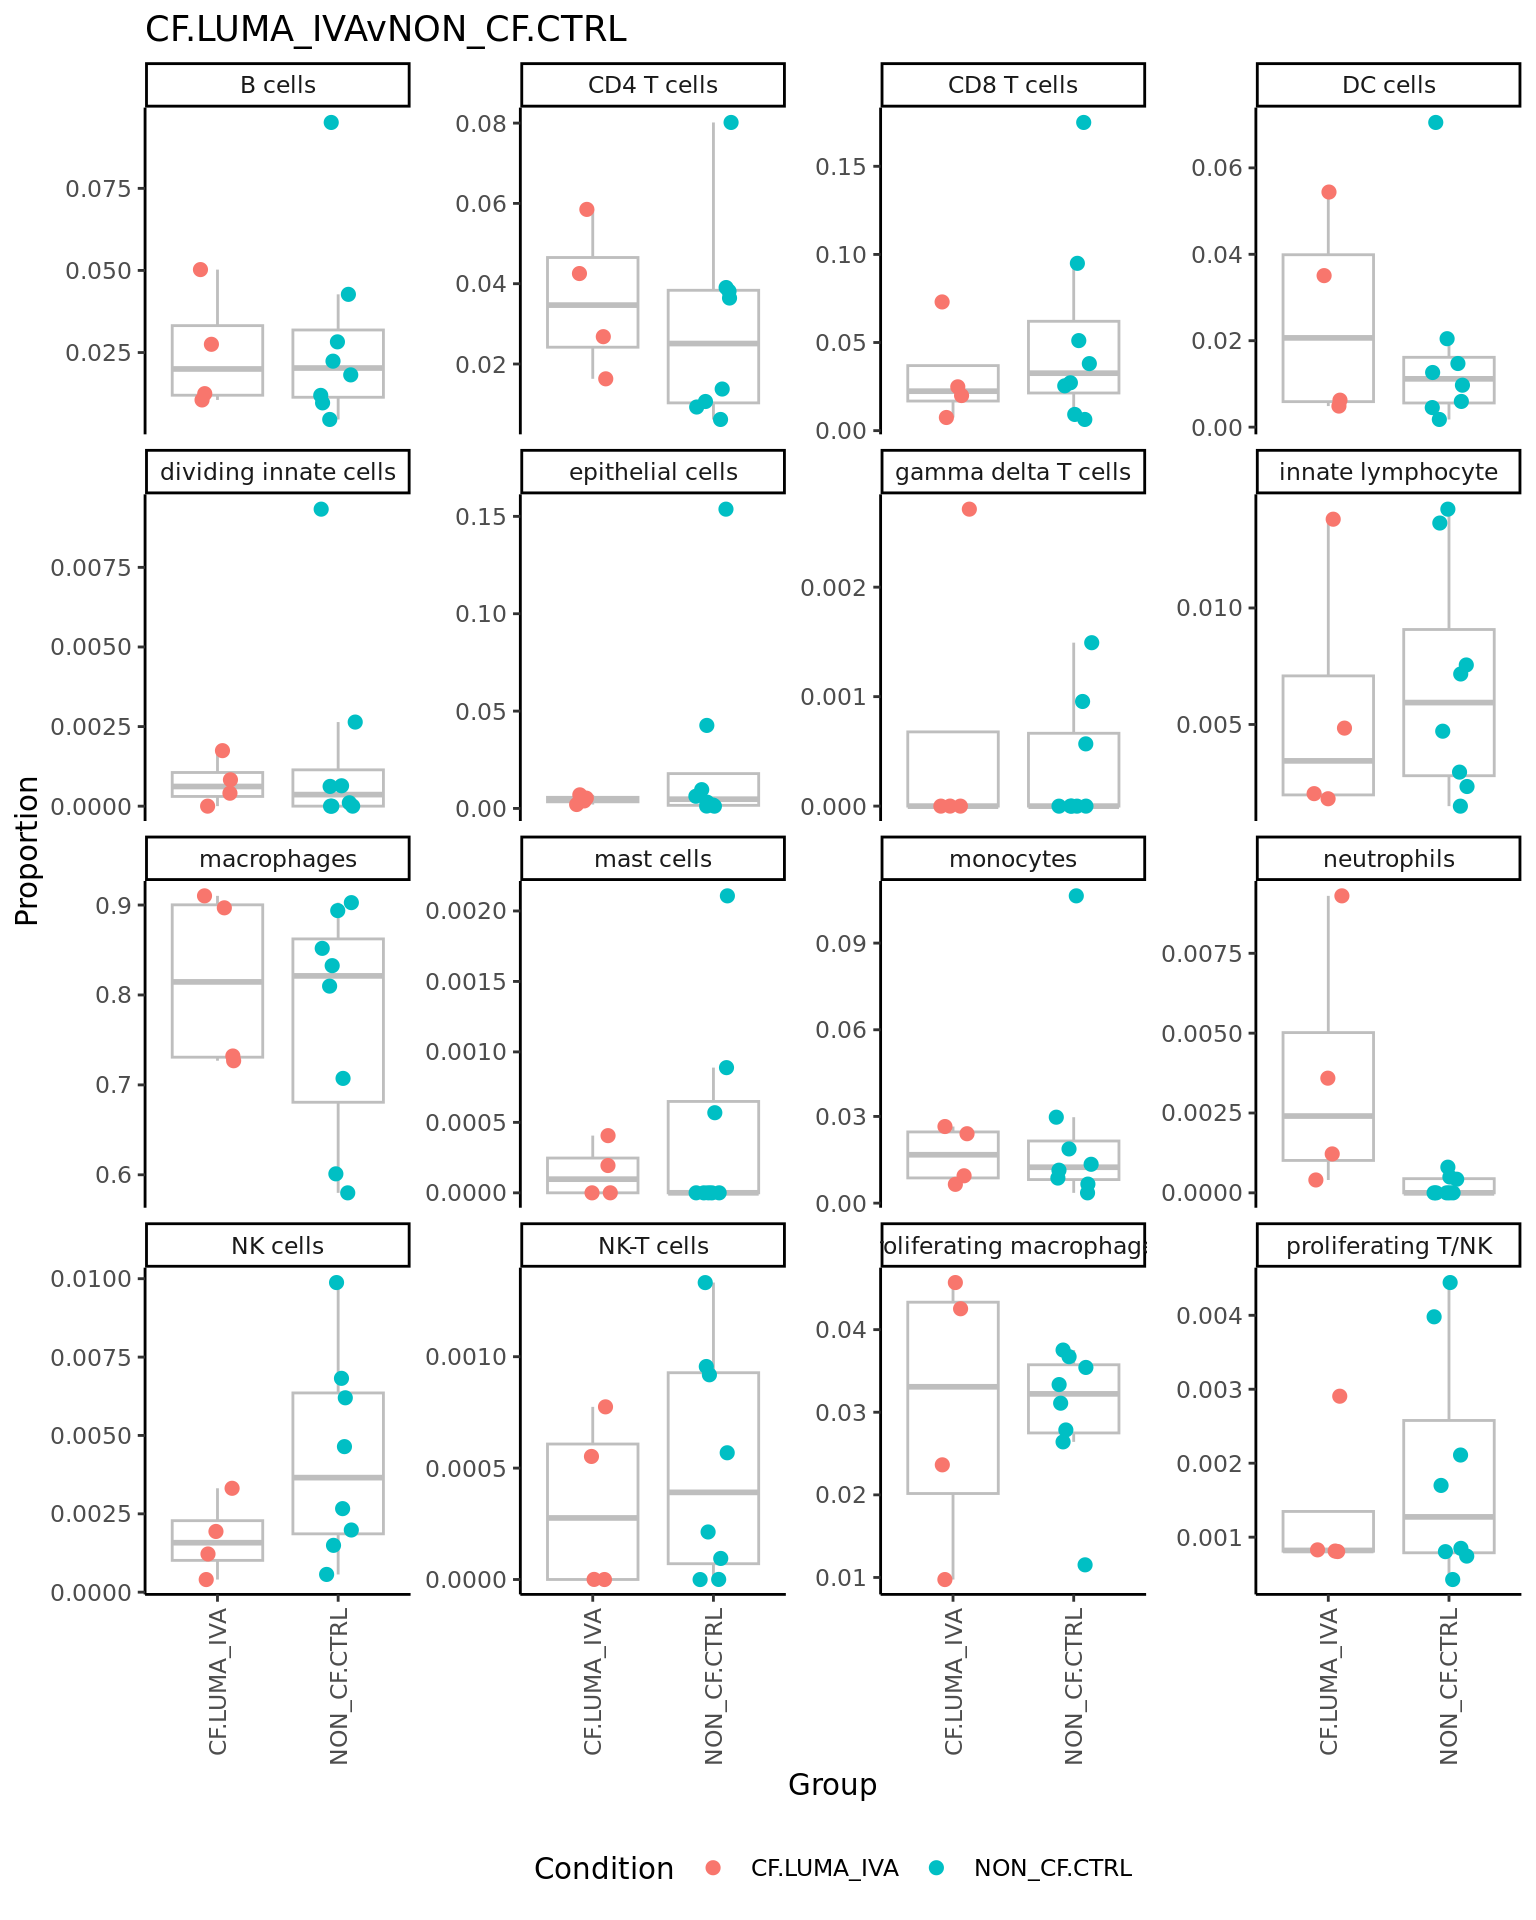 CF.LUMA_IVAvNON_CF.CTRL
B cells
CD4 T cells
CD8 T cells
DC cells
0.075
0.050
0.025
0.08
0.06
0.04
0.02
0.15
0.10
0.05
0.00
0.06
0.04
0.02
0.00
dividing innate cells
epithelial cells
gamma delta T cells
innate lymphocyte
0.0075
0.0050
0.0025
0.0000
0.15
0.10
0.05
0.00
0.002
0.001
0.000
0.010
0.005
macrophages
mast cells
monocytes
neutrophils
0.9
0.8
0.7
0.6
0.0020
0.0015
0.0010
0.0005
0.0000
0.09
0.06
0.03
0.00
0.0075
0.0050
0.0025
0.0000
NK cells
NK-T cells
oliferating macrophag
proliferating T/NK
0.0100
0.0075
0.0050
0.0025
0.0000
0.0010
0.0005
0.0000
0.04
0.03
0.02
0.01
0.004
0.003
0.002
0.001
Proportion
CF.LUMA_IVA
NON_CF.CTRL
CF.LUMA_IVA
NON_CF.CTRL
CF.LUMA_IVA
NON_CF.CTRL
CF.LUMA_IVA
NON_CF.CTRL
Group
Condition CF.LUMA_IVA NON_CF.CTRL